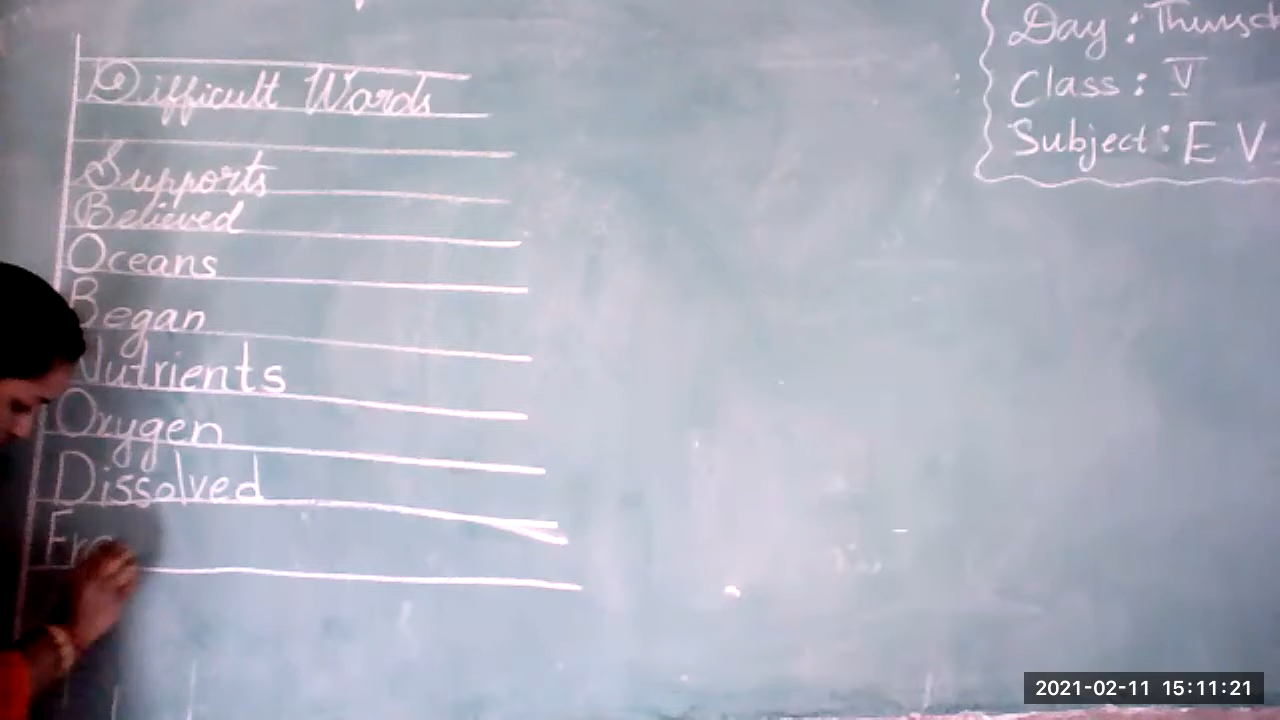 Difficult Words
Supports
Believed
Oceans
Began
Nutrients
Oxygen
Dissolved
Day : Thursd
Class : V
Subject : E V
2021-02-11 15:11:21